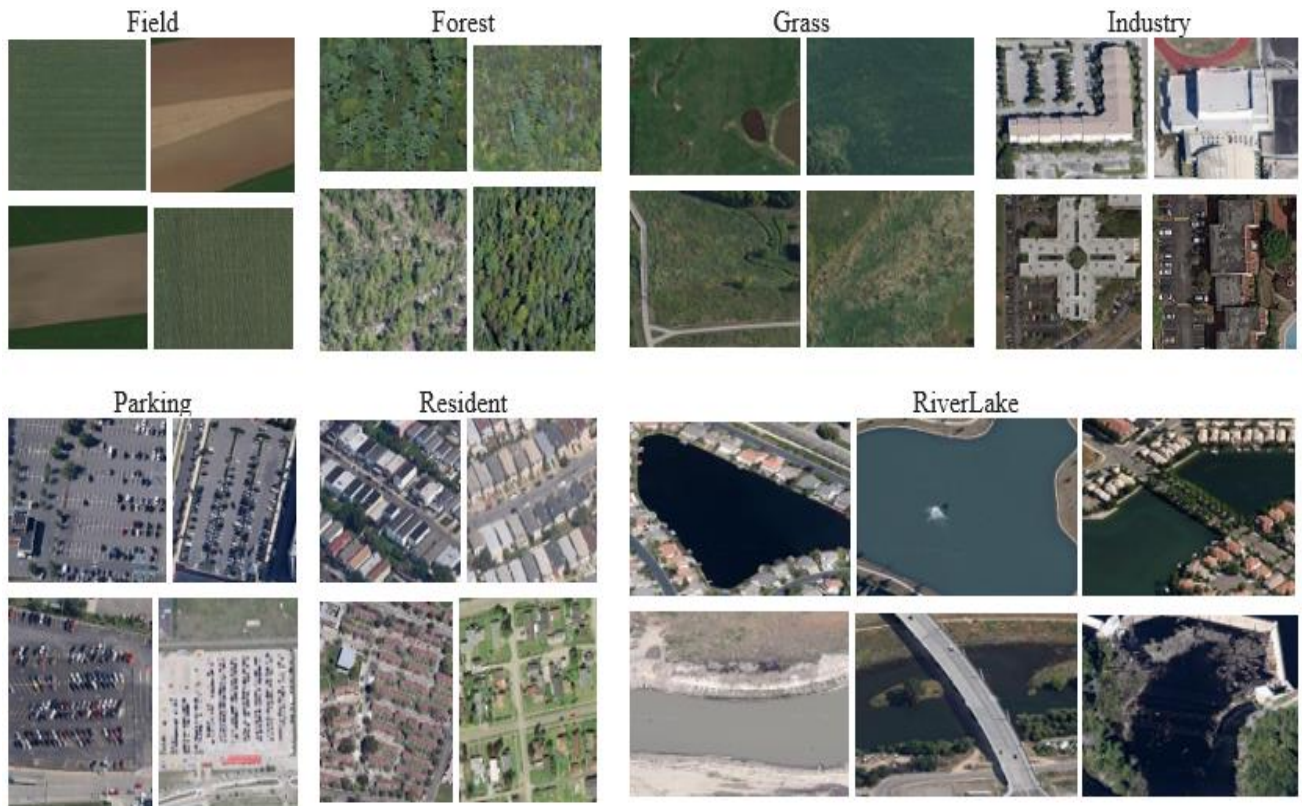 Field
Forest
Grass
Industry
Parking
Resident
RiverLake